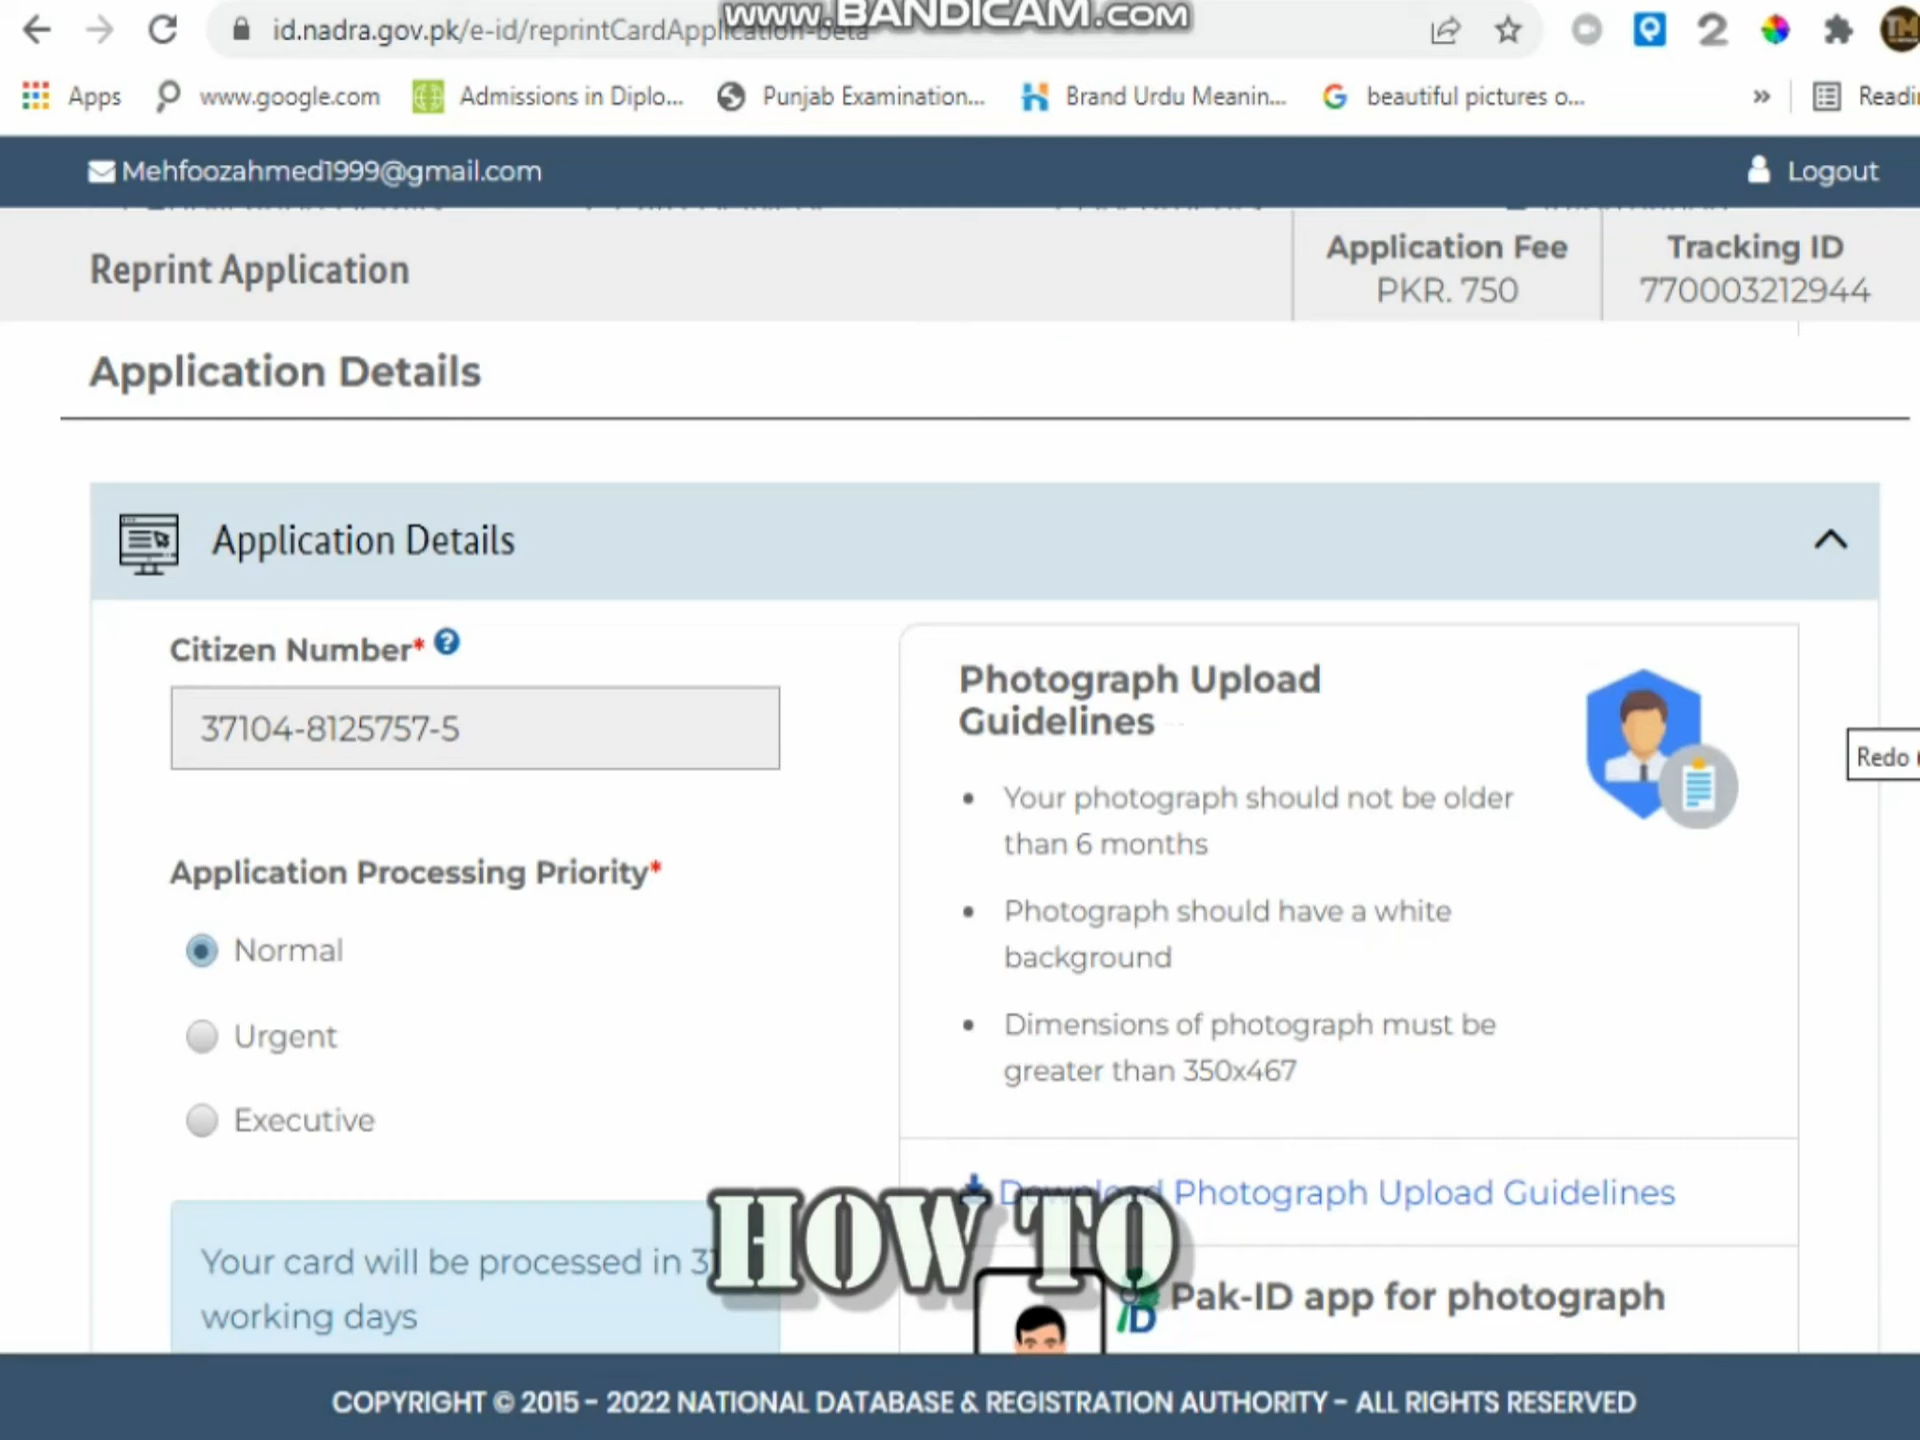 www.BANDICAM.com
id.nadra.gov.pk/e-id/reprintCardApplication-beta
Apps
www.google.com
Admissions in Diplo...
Punjab Examination...
Brand Urdu Meanin...
beautiful pictures o...
»
Mehfoozahmed1999@gmail.com
Logout
Reprint Application
Application Fee
PKR. 750
Tracking ID
770003212944
Application Details
Application Details
Citizen Number*
37104-8125757-5
Application Processing Priority*
Normal
Urgent
Executive
Your card will be processed in 31
working days
Photograph Upload
Guidelines
• Your photograph should not be older
than 6 months
• Photograph should have a white
background
• Dimensions of photograph must be
greater than 350x467
Redo
Download Photograph Upload Guidelines
HOW TO
Pak-ID app for photograph
COPYRIGHT © 2015 - 2022 NATIONAL DATABASE & REGISTRATION AUTHORITY - ALL RIGHTS RESERVED